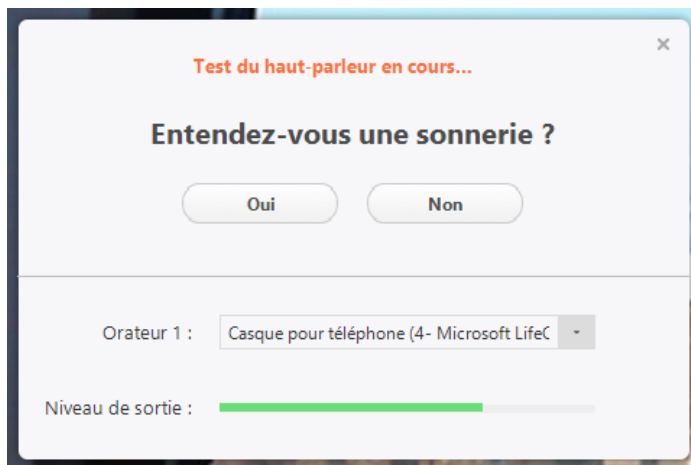 Test du haut-parleur en cours...
Entendez-vous une sonnerie ?
Oui Non
Orateur 1 : Casque pour téléphone (4- Microsoft LifeC
Niveau de sortie :